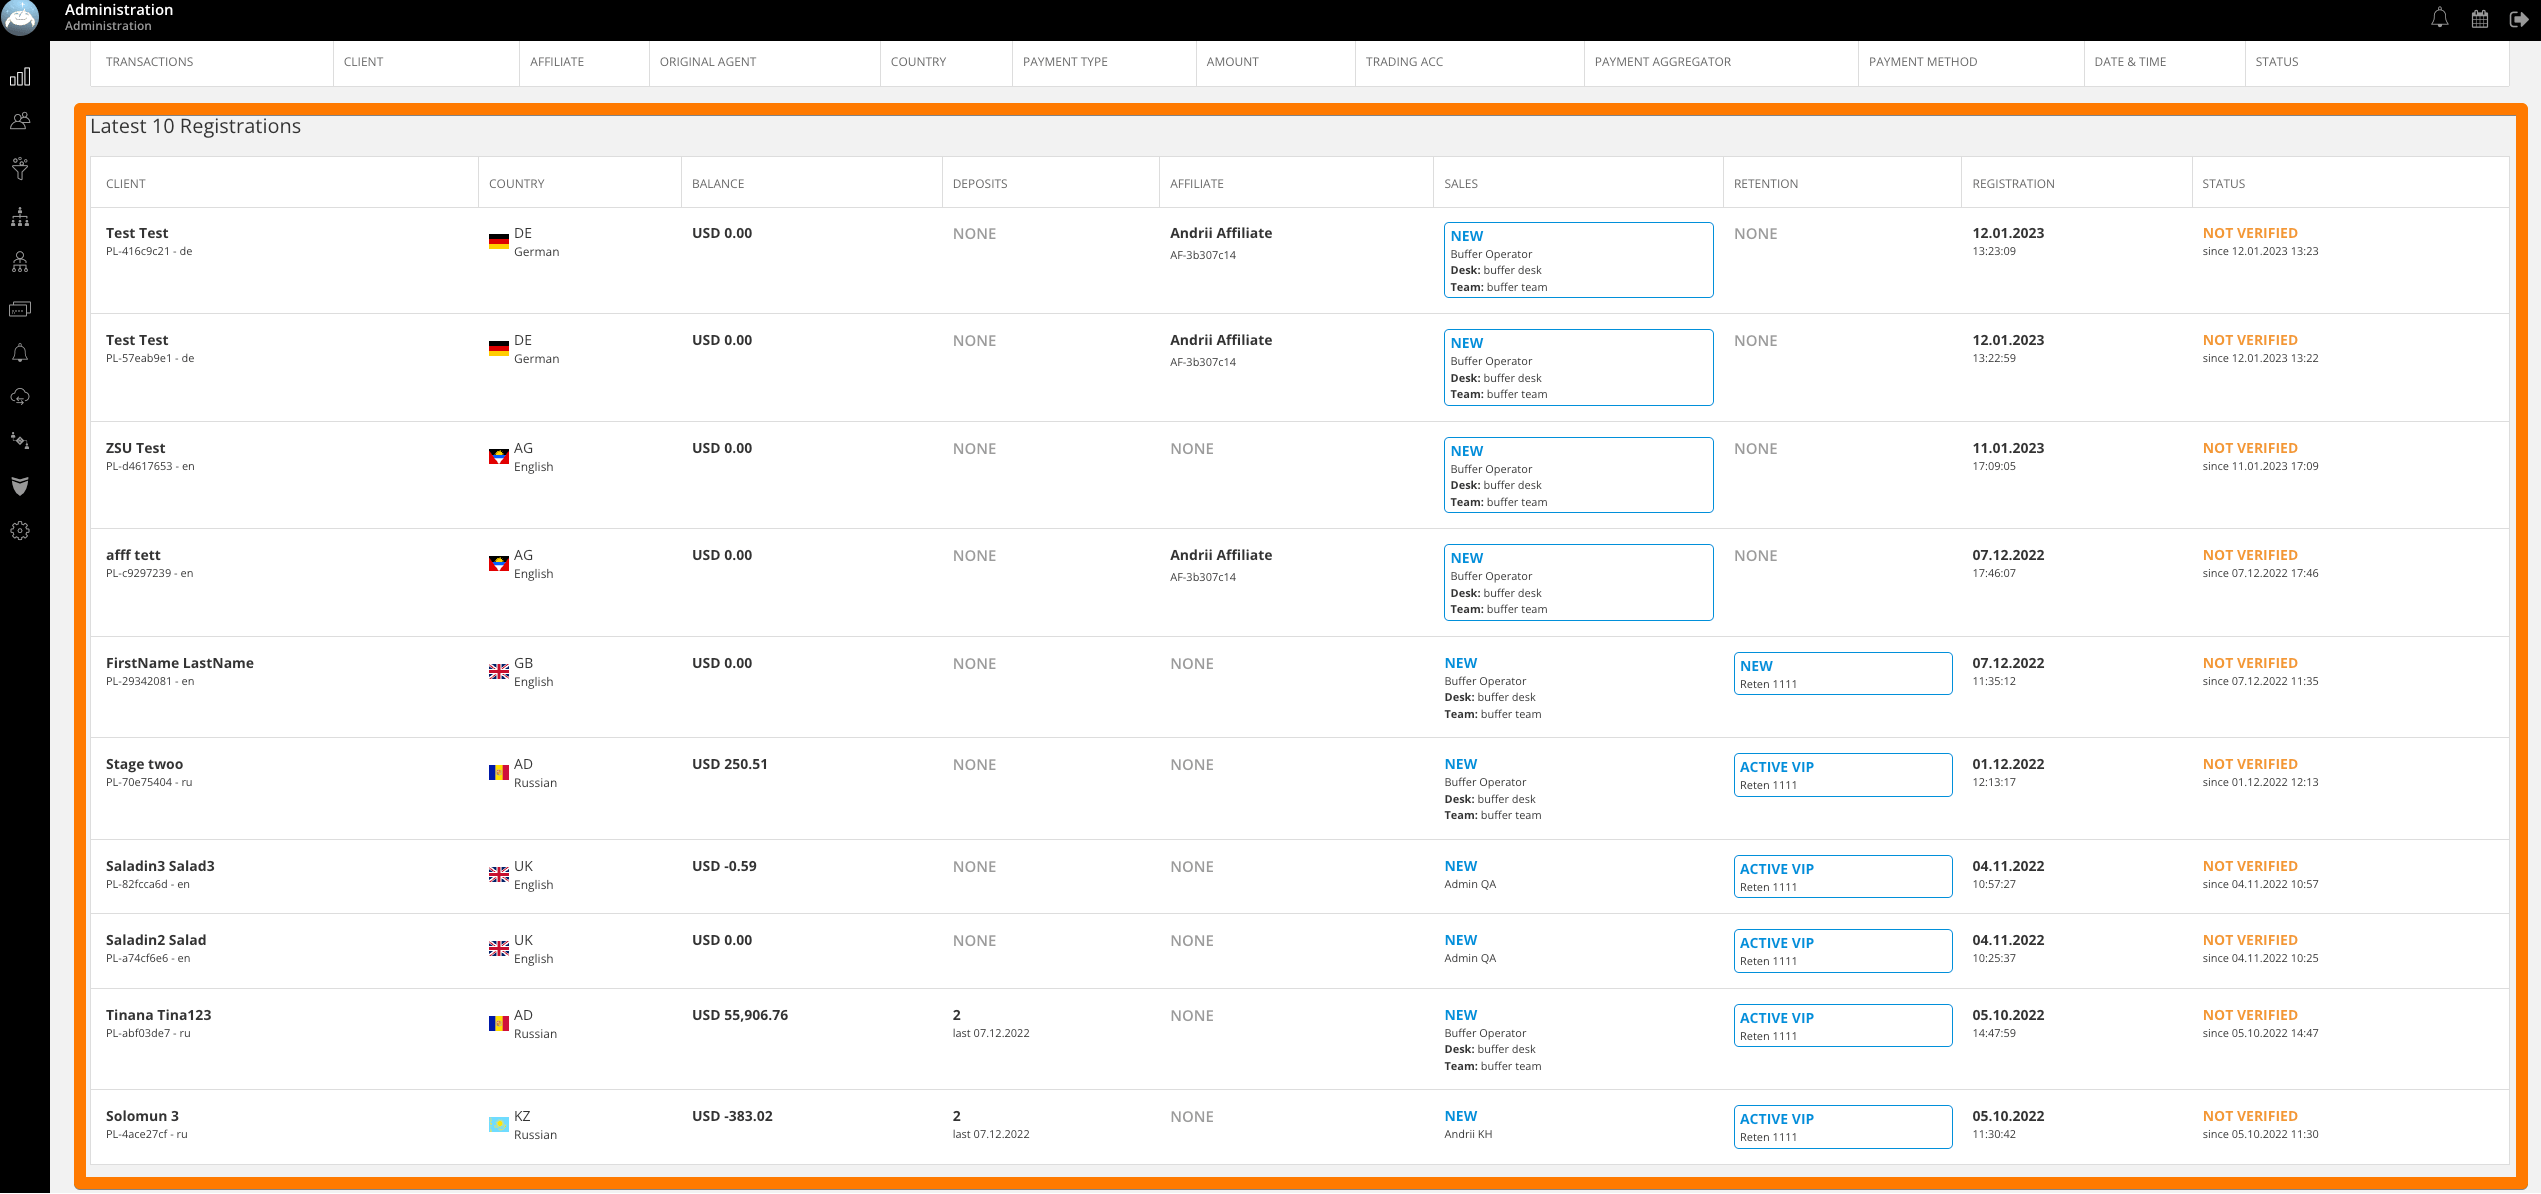 Administration
Administration
TRANSACTIONS CLIENT AFFILIATE ORIGINAL AGENT COUNTRY PAYMENT TYPE AMOUNT TRADING ACC PAYMENT AGGREGATOR PAYMENT METHOD DATE & TIME STATUS
Latest 10 Registrations
CLIENT COUNTRY BALANCE DEPOSITS AFFILIATE SALES RETENTION REGISTRATION STATUS
Test Test DE USD 0.00 NONE Andrii Affiliate NEW NONE 12.01.2023 NOT VERIFIED
PL-416c9c21 - de German AF-3b307c14 Buffer Operator 13:23:09 since 12.01.2023 13:23
Desk: buffer desk
Team: buffer team
Test Test DE USD 0.00 NONE Andrii Affiliate NEW NONE 12.01.2023 NOT VERIFIED
PL-57eab9e1 - de German AF-3b307c14 Buffer Operator 13:22:59 since 12.01.2023 13:22
Desk: buffer desk
Team: buffer team
ZSU Test AG USD 0.00 NONE NONE NEW NONE 11.01.2023 NOT VERIFIED
PL-d4617653 - en English Buffer Operator 17:09:05 since 11.01.2023 17:09
Desk: buffer desk
Team: buffer team
afff tett AG USD 0.00 NONE Andrii Affiliate NEW NONE 07.12.2022 NOT VERIFIED
PL-c9297239 - en English AF-3b307c14 Buffer Operator 17:46:07 since 07.12.2022 17:46
Desk: buffer desk
Team: buffer team
FirstName LastName GB USD 0.00 NONE NONE NEW NEW 07.12.2022 NOT VERIFIED
PL-29342081 - en English Buffer Operator Reten 1111 11:35:12 since 07.12.2022 11:35
Desk: buffer desk
Team: buffer team
Stage twoo AD USD 250.51 NONE NONE NEW ACTIVE VIP 01.12.2022 NOT VERIFIED
PL-70e75404 - ru Russian Buffer Operator Reten 1111 12:13:17 since 01.12.2022 12:13
Desk: buffer desk
Team: buffer team
Saladin3 Salad3 UK USD -0.59 NONE NONE NEW ACTIVE VIP 04.11.2022 NOT VERIFIED
PL-82fcca6d - en English Admin QA Reten 1111 10:57:27 since 04.11.2022 10:57
Saladin2 Salad UK USD 0.00 NONE NONE NEW ACTIVE VIP 04.11.2022 NOT VERIFIED
PL-a74cf6e6 - en English Admin QA Reten 1111 10:25:37 since 04.11.2022 10:25
Tinana Tina123 AD USD 55,906.76 2 NONE NEW ACTIVE VIP 05.10.2022 NOT VERIFIED
PL-abf03de7 - ru Russian last 07.12.2022 Buffer Operator Reten 1111 14:47:59 since 05.10.2022 14:47
Desk: buffer desk
Team: buffer team
Solomun 3 KZ USD -383.02 2 NONE NEW ACTIVE VIP 05.10.2022 NOT VERIFIED
PL-4ace27cf - ru Russian last 07.12.2022 Andrii KH Reten 1111 11:30:42 since 05.10.2022 11:30